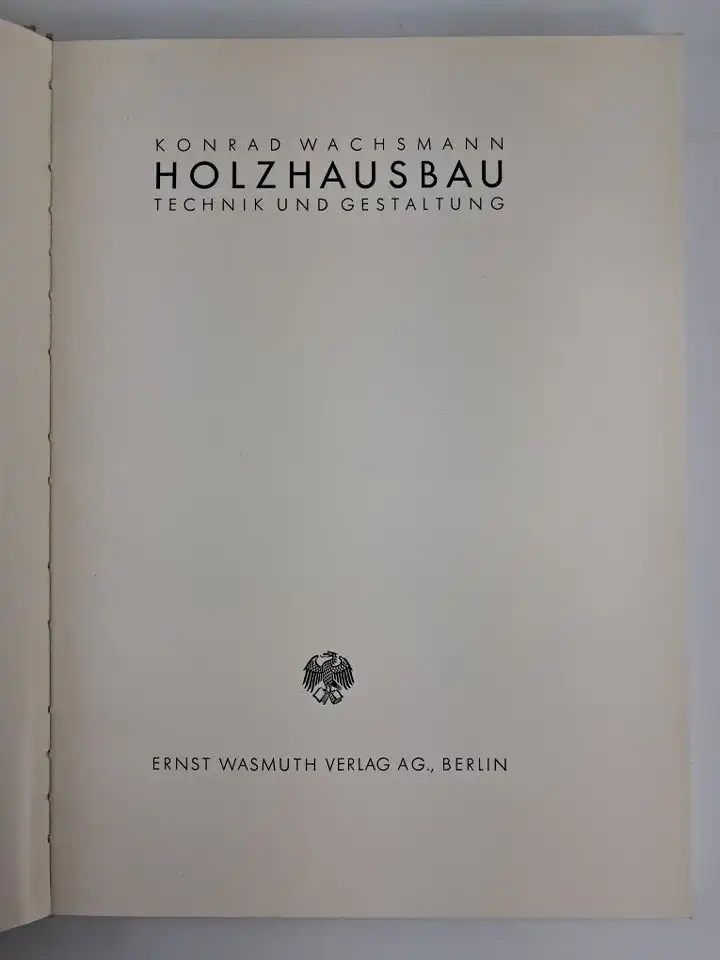 KONRAD WACHSMANN
HOLZHAUSBAU
TECHNIK UND GESTALTUNG
ERNST WASMUTH VERLAG AG., BERLIN